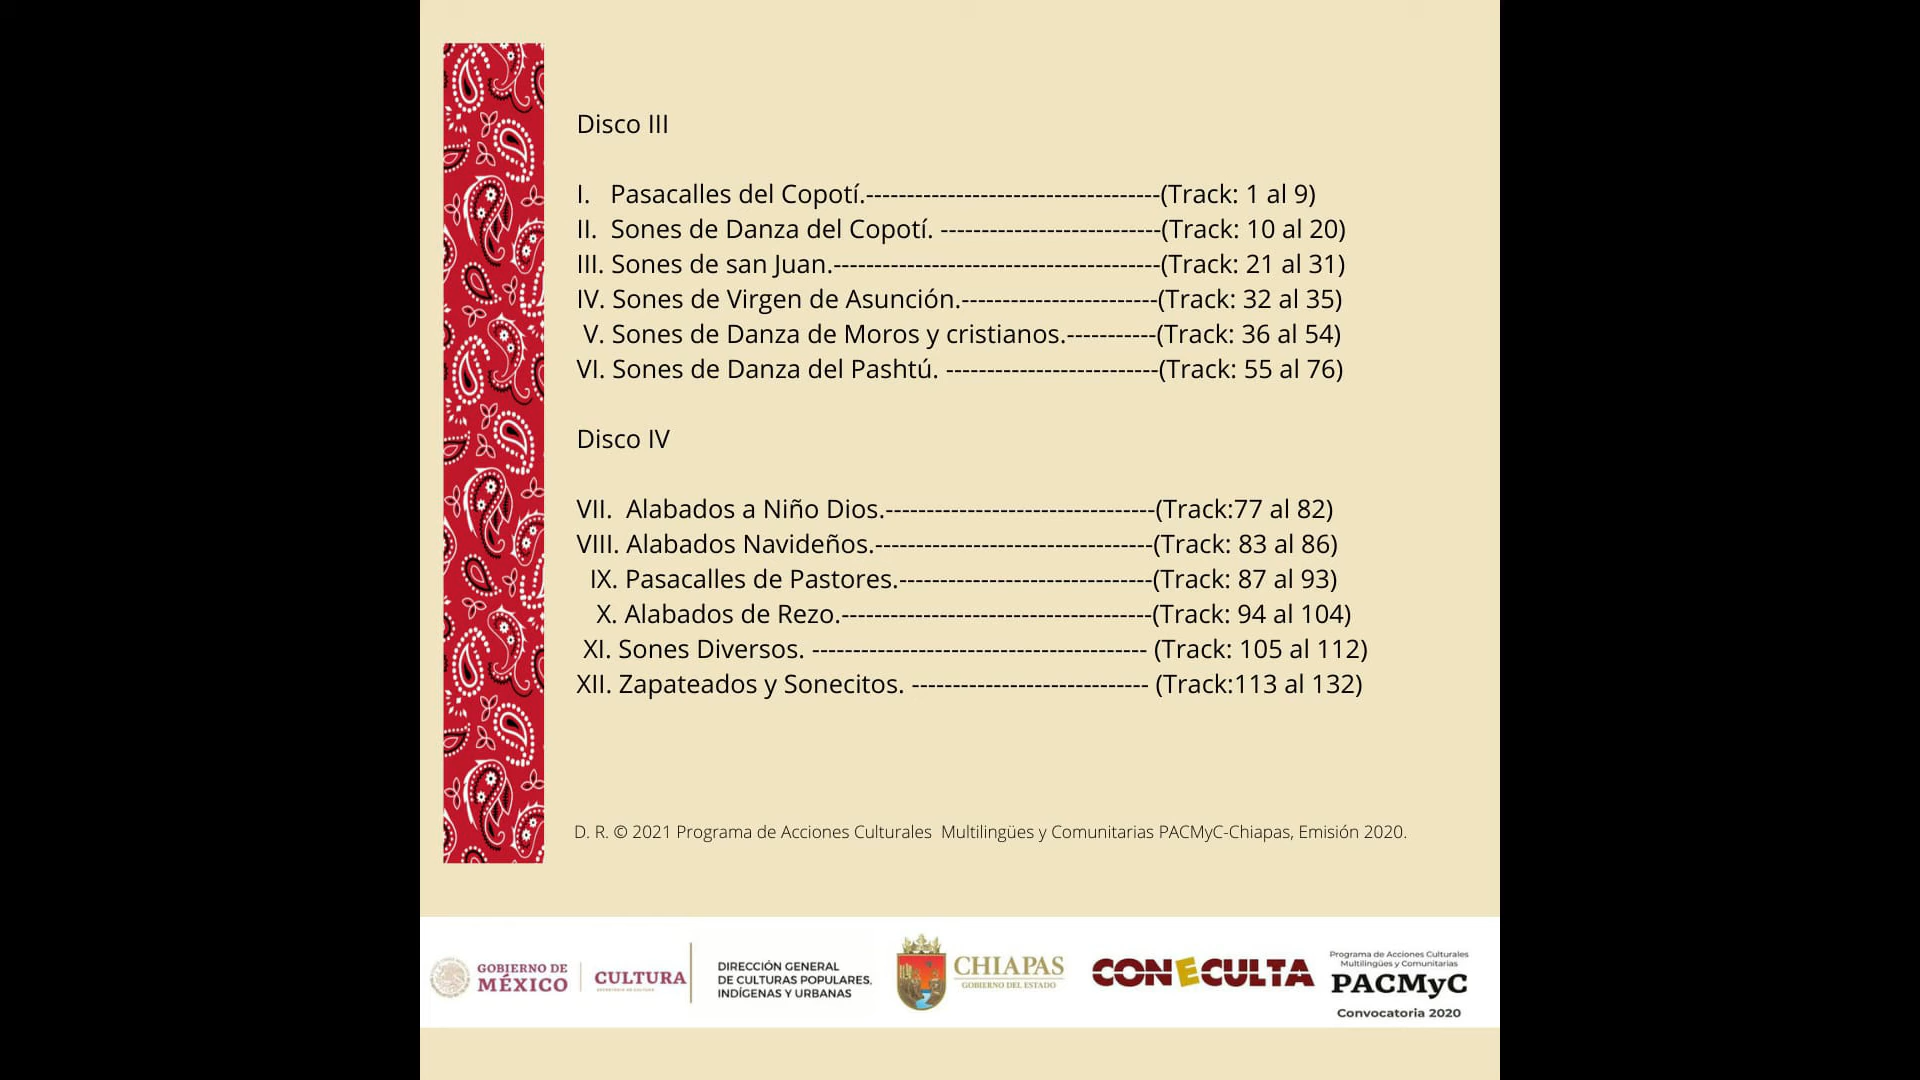 Disco III
I. Pasacalles del Copotí.------------------------------------(Track: 1 al 9)
II. Sones de Danza del Copotí. ---------------------------(Track: 10 al 20)
III. Sones de san Juan.----------------------------------------(Track: 21 al 31)
IV. Sones de Virgen de Asunción.------------------------(Track: 32 al 35)
V. Sones de Danza de Moros y cristianos.-----------(Track: 36 al 54)
VI. Sones de Danza del Pashtú. --------------------------(Track: 55 al 76)
Disco IV
VII. Alabados a Niño Dios.---------------------------------(Track:77 al 82)
VIII. Alabados Navideños.----------------------------------(Track: 83 al 86)
IX. Pasacalles de Pastores.-------------------------------(Track: 87 al 93)
X. Alabados de Rezo.--------------------------------------(Track: 94 al 104)
XI. Sones Diversos. ----------------------------------------- (Track: 105 al 112)
XII. Zapateados y Sonecitos. ----------------------------- (Track:113 al 132)
D. R. © 2021 Programa de Acciones Culturales Multilingües y Comunitarias PACMyC-Chiapas, Emisión 2020.
GOBIERNO DE
MÉXICO
CULTURA
SECRETARÍA DE CULTURA
DIRECCIÓN GENERAL
DE CULTURAS POPULARES,
INDÍGENAS Y URBANAS
CHIAPAS
GOBIERNO DEL ESTADO
CONECULTA
Programa de Acciones Culturales
Multilingües y Comunitarias
PACMyC
Convocatoria 2020